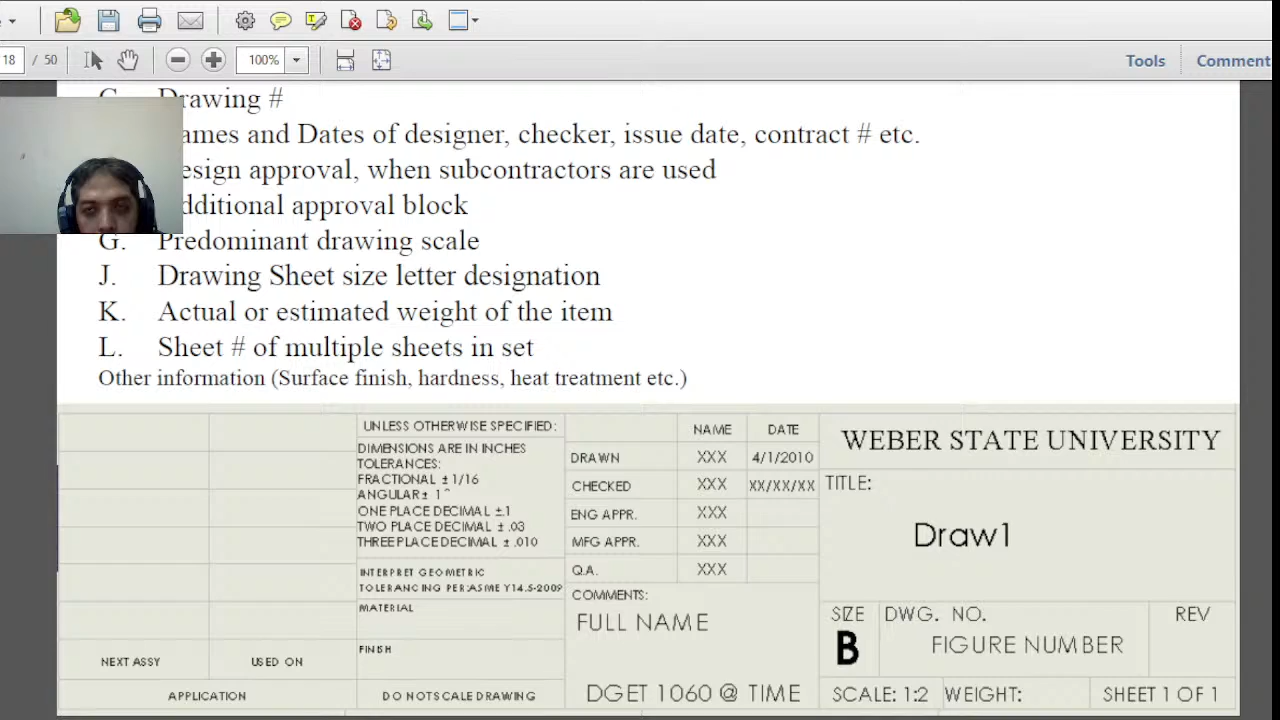 18 / 50
100%
Tools
Comment
C. Drawing #
ames and Dates of designer, checker, issue date, contract # etc.
esign approval, when subcontractors are used
dditional approval block
G. Predominant drawing scale
J. Drawing Sheet size letter designation
K. Actual or estimated weight of the item
L. Sheet # of multiple sheets in set
Other information (Surface finish, hardness, heat treatment etc.)
NEXT ASSY
USED ON
APPLICATION
UNLESS OTHERWISE SPECIFIED:
DIMENSIONS ARE IN INCHES
TOLERANCES:
FRACTIONAL ±1/16
ANGULAR± 1°
ONE PLACE DECIMAL ±.1
TWO PLACE DECIMAL ±.03
THREE PLACE DECIMAL ±.010
INTERPRET GEOMETRIC
TOLERANCING PER:ASME Y14.5-2009
MATERIAL
FINISH
DO NOT SCALE DRAWING
NAME DATE
DRAWN XXX 4/1/2010
CHECKED XXX XX/XX/XX
ENG APPR. XXX
MFG APPR. XXX
Q.A. XXX
COMMENTS:
FULL NAME
DGET 1060 @ TIME
WEBER STATE UNIVERSITY
TITLE:
Draw1
SIZE DWG. NO. REV
B FIGURE NUMBER
SCALE: 1:2 WEIGHT: SHEET 1 OF 1